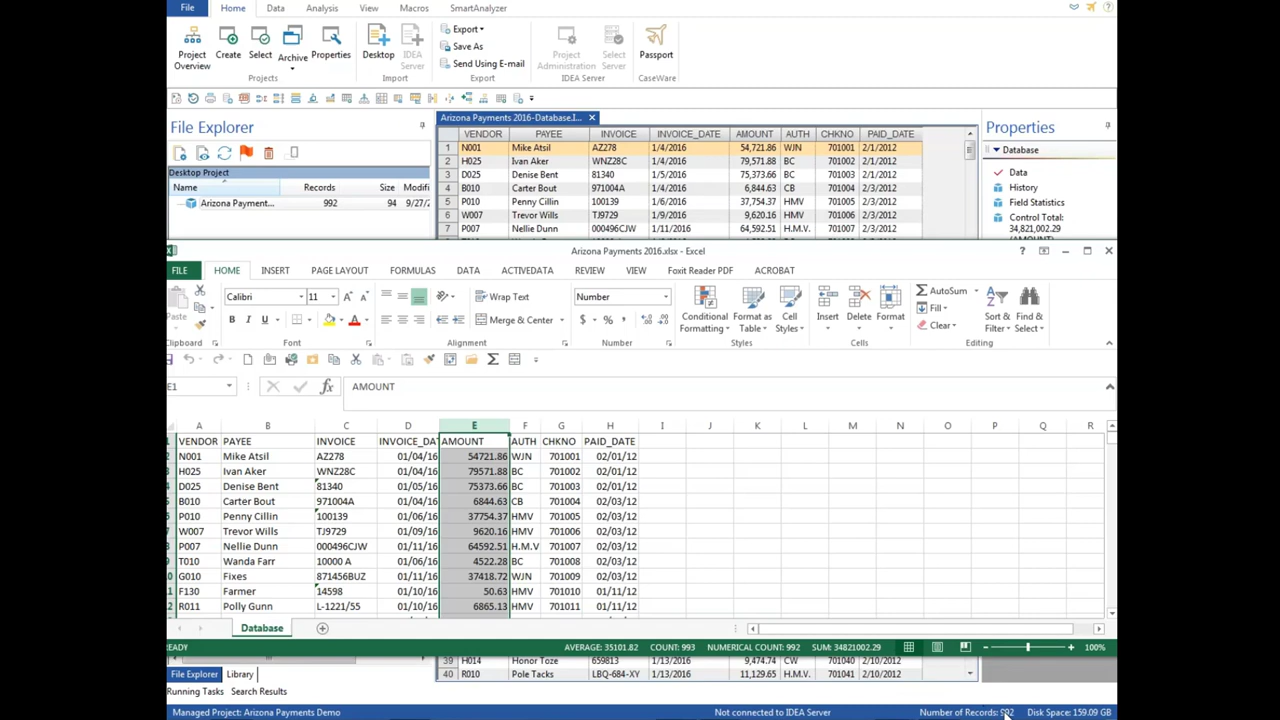 File Home Data Analysis View Macros SmartAnalyzer
Project Overview Create Select Archive Properties Desktop IDEA Server Export Save As Send Using E-mail Project Administration Select Server Passport
Projects Import Export IDEA Server CaseWare
File Explorer
Arizona Payments 2016-Database.I...
Properties
Desktop Project
Name Records Size Modifi
Arizona Payment... 992 94 9/27/2
VENDOR PAYEE INVOICE INVOICE_DATE AMOUNT AUTH CHKNO PAID_DATE
1 N001 Mike Atsil AZ278 1/4/2016 54,721.86 WJN 701001 2/1/2012
2 H025 Ivan Aker WNZ28C 1/4/2016 79,571.88 BC 701002 2/1/2012
3 D025 Denise Bent 81340 1/5/2016 75,373.66 BC 701003 2/1/2012
4 B010 Carter Bout 971004A 1/4/2016 6,844.63 CB 701004 2/3/2012
5 P010 Penny Cillin 100139 1/6/2016 37,754.37 HMV 701005 2/3/2012
6 W007 Trevor Wills TJ9729 1/9/2016 9,620.16 HMV 701006 2/3/2012
7 P007 Nellie Dunn 000496CJW 1/11/2016 64,592.51 H.M.V. 701007 2/3/2012
Database
Data
History
Field Statistics
Control Total:
34,821,002.29
(AMOUNT)
Arizona Payments 2016.xlsx - Excel
FILE HOME INSERT PAGE LAYOUT FORMULAS DATA ACTIVEDATA REVIEW VIEW Foxit Reader PDF ACROBAT
Paste Calibri 11 Wrap Text Number Conditional Formatting Format as Table Cell Styles Insert Delete Format AutoSum Sort & Filter Find & Select
B I U Merge & Center $ % Fill
Clear
Clipboard Font Alignment Number Styles Cells Editing
E1 AMOUNT
A B C D E F G H I J K L M N O P Q R
VENDOR PAYEE INVOICE INVOICE_DAT AMOUNT AUTH CHKNO PAID_DATE
N001 Mike Atsil AZ278 01/04/16 54721.86 WJN 701001 02/01/12
H025 Ivan Aker WNZ28C 01/04/16 79571.88 BC 701002 02/01/12
D025 Denise Bent 81340 01/05/16 75373.66 BC 701003 02/01/12
B010 Carter Bout 971004A 01/04/16 6844.63 CB 701004 02/03/12
P010 Penny Cillin 100139 01/06/16 37754.37 HMV 701005 02/03/12
W007 Trevor Wills TJ9729 01/09/16 9620.16 HMV 701006 02/03/12
P007 Nellie Dunn 000496CJW 01/11/16 64592.51 H.M.V 701007 02/03/12
T010 Wanda Farr 10000 A 01/06/16 4522.28 BC 701008 02/03/12
G010 Fixes 871456BUZ 01/11/16 37418.72 WJN 701009 02/03/12
F130 Farmer 14598 01/10/16 50.63 HMV 701010 01/11/12
R011 Polly Gunn L-1221/55 01/10/16 6865.13 HMV 701011 02/03/12
Database
READY AVERAGE: 35101.82 COUNT: 993 NUMERICAL COUNT: 992 SUM: 34821002.29 100%
39 H014 Honor Toze 659813 1/13/2016 9,474.74 CW 701040 2/10/2012
File Explorer Library 40 R010 Pole Tacks LBQ-684-XY 1/13/2016 11,129.65 H.M.V. 701041 2/10/2012
Running Tasks Search Results
Managed Project: Arizona Payments Demo Not connected to IDEA Server Number of Records: 992 Disk Space: 159.09 GB